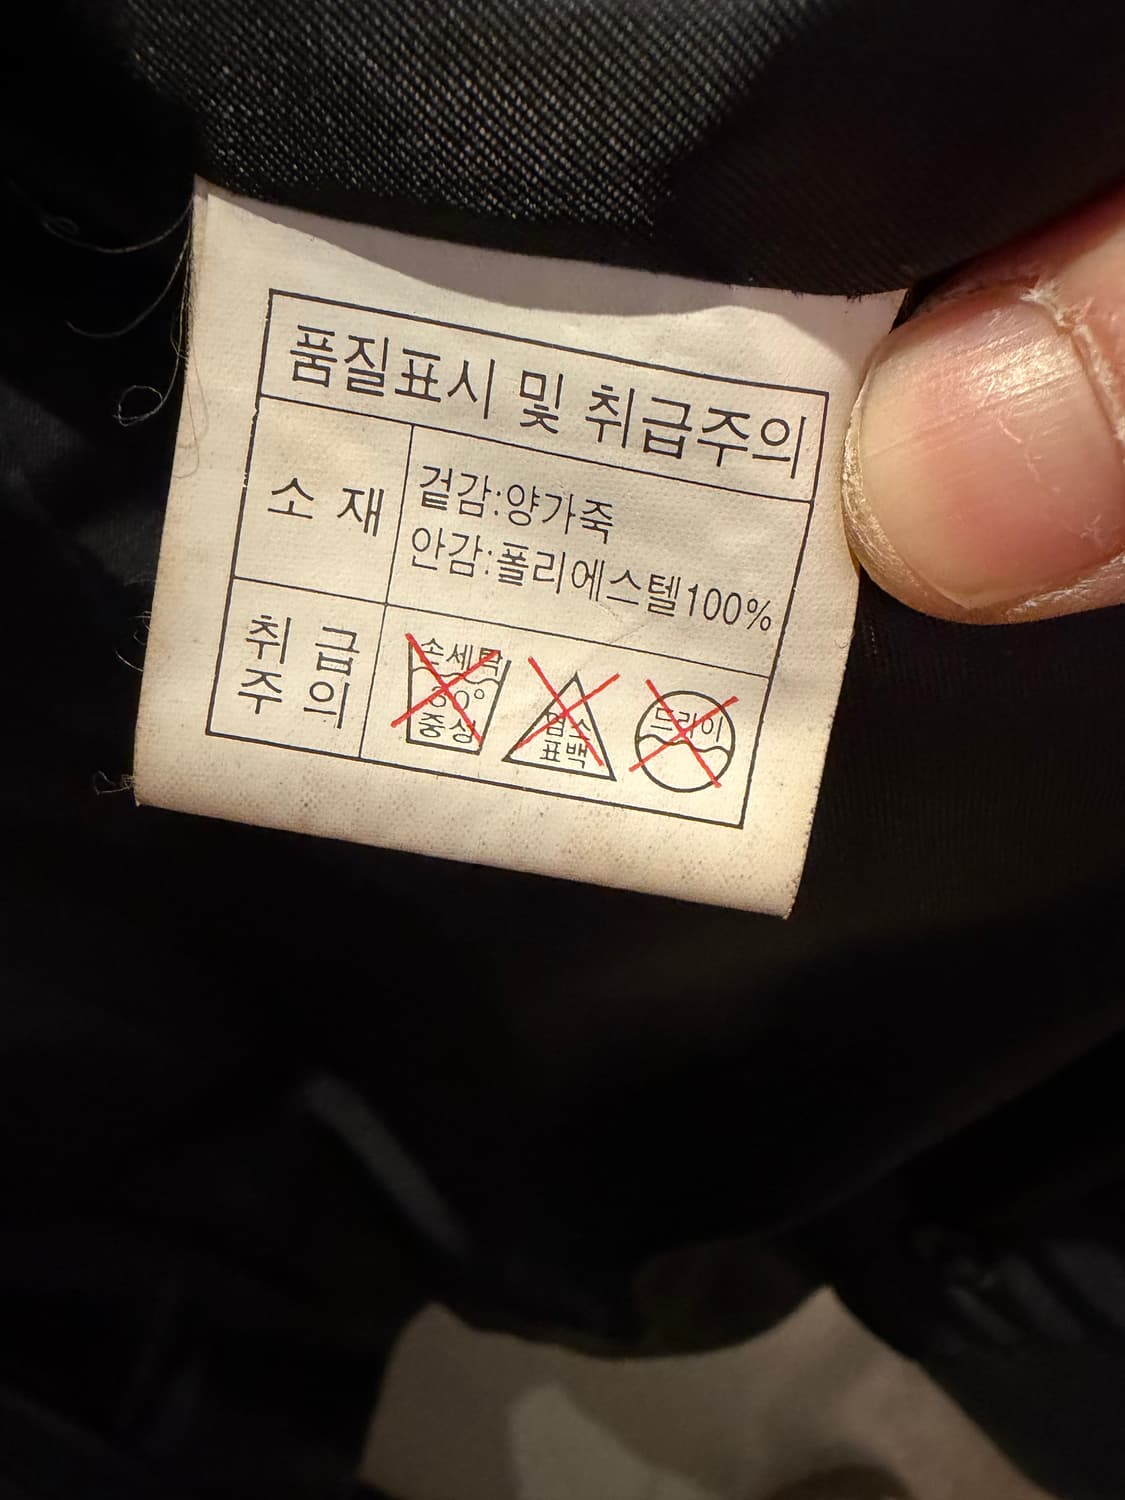 품질표시 및 취급주의
소 재
겉감:양가죽
안감:폴리에스텔100%
취 급
주 의
손세탁
30°
중성
염소
표백
드라이